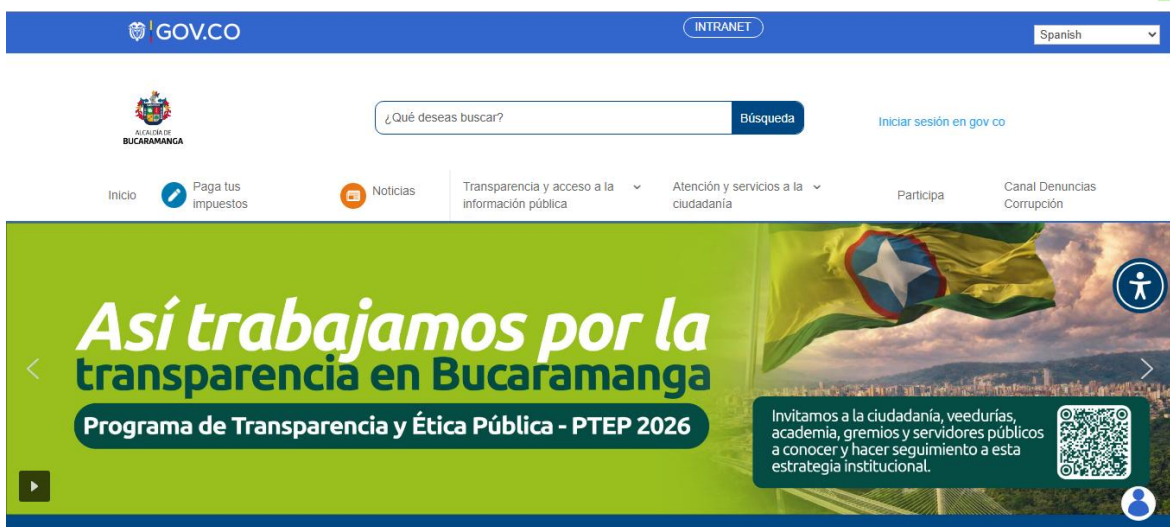 GOV.CO
INTRANET
Spanish
ALCALDÍA DE
BUCARAMANGA
¿Qué deseas buscar?
Búsqueda
Iniciar sesión en gov co
Inicio
Paga tus
impuestos
Noticias
Transparencia y acceso a la
información pública
Atención y servicios a la
ciudadanía
Participa
Canal Denuncias
Corrupción
Así trabajamos por la
transparencia en Bucaramanga
Programa de Transparencia y Ética Pública - PTEP 2026
Invitamos a la ciudadanía, veedurías,
academia, gremios y servidores públicos
a conocer y hacer seguimiento a esta
estrategia institucional.